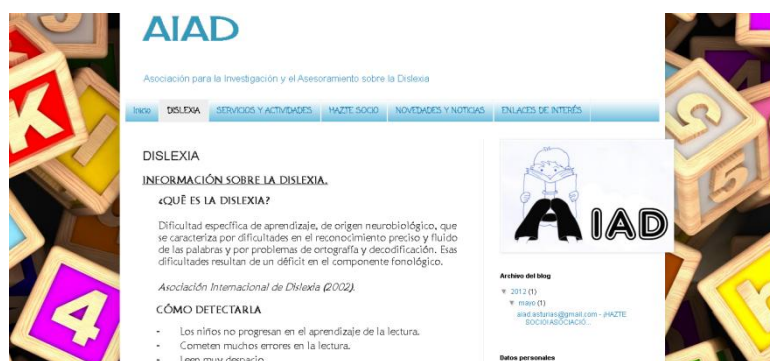 AIAD
Asociación para la Investigación y el Asesoramiento sobre la Dislexia
Inicio DISLEXIA SERVICIOS Y ACTIVIDADES HAZTE SOCIO NOVEDADES Y NOTICIAS ENLACES DE INTERÉS
DISLEXIA
INFORMACIÓN SOBRE LA DISLEXIA.
¿QUÉ ES LA DISLEXIA?
Dificultad específica de aprendizaje, de origen neurobiológico, que
se caracteriza por dificultades en el reconocimiento preciso y fluido
de las palabras y por problemas de ortografía y decodificación. Esas
dificultades resultan de un déficit en el componente fonológico.
Asociación Internacional de Dislexia (2002).
CÓMO DETECTARLA
- Los niños no progresan en el aprendizaje de la lectura.
- Cometen muchos errores en la lectura.
- Leen muy despacio
AIAD
Archivo del blog
▼ 2012 (1)
▼ mayo (1)
aiad.asturias@gmail.com - ¡HAZTE
SOCIO!ASOCIACIÓ...
Datos personales
K
4
5
h